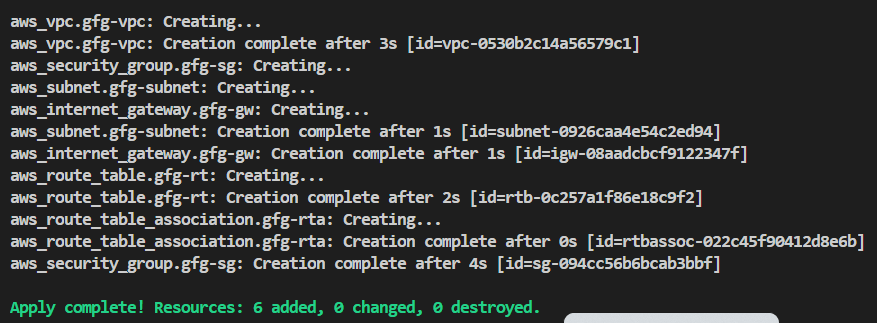 aws_vpc.gfg-vpc: Creating...
aws_vpc.gfg-vpc: Creation complete after 3s [id=vpc-0530b2c14a56579c1]
aws_security_group.gfg-sg: Creating...
aws_subnet.gfg-subnet: Creating...
aws_internet_gateway.gfg-gw: Creating...
aws_subnet.gfg-subnet: Creation complete after 1s [id=subnet-0926caa4e54c2ed94]
aws_internet_gateway.gfg-gw: Creation complete after 1s [id=igw-08aadcbcf9122347f]
aws_route_table.gfg-rt: Creating...
aws_route_table.gfg-rt: Creation complete after 2s [id=rtb-0c257a1f86e18c9f2]
aws_route_table_association.gfg-rta: Creating...
aws_route_table_association.gfg-rta: Creation complete after 0s [id=rtbassoc-022c45f90412d8e6b]
aws_security_group.gfg-sg: Creation complete after 4s [id=sg-094cc56b6bcab3bbf]
Apply complete! Resources: 6 added, 0 changed, 0 destroyed.